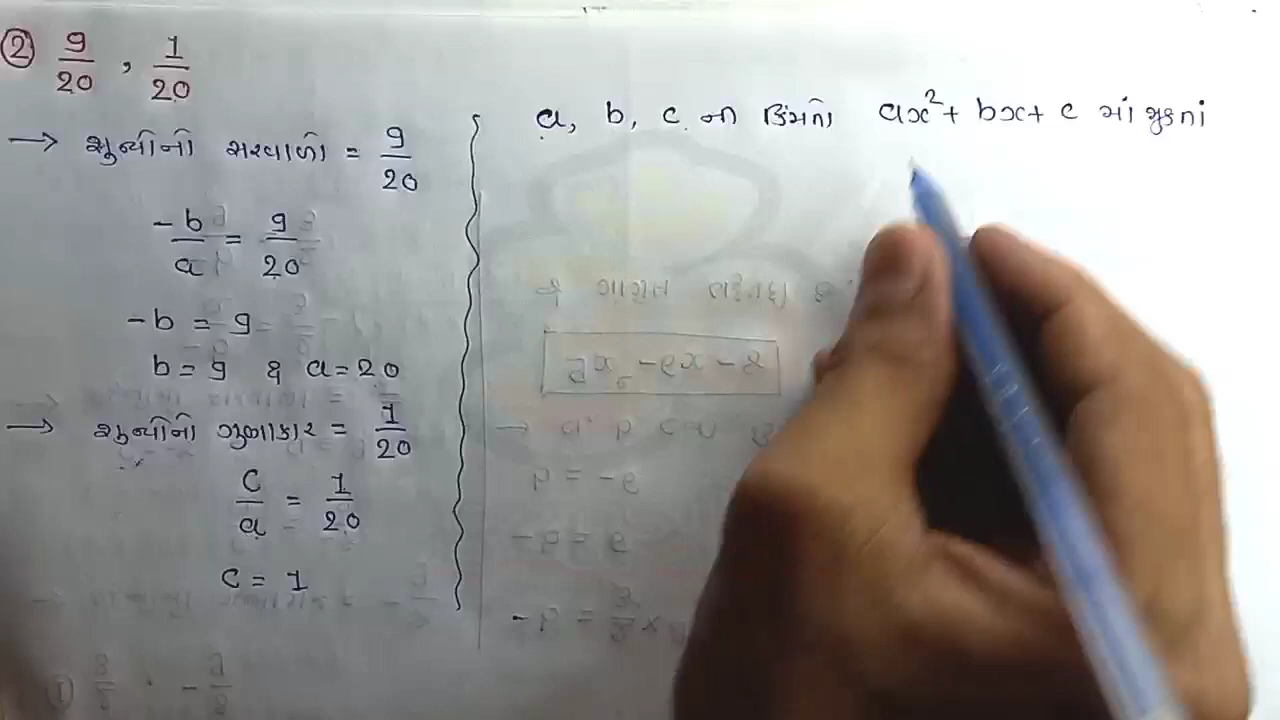 ② 9/20 , 1/20
→ શૂન્યોનો સરવાળો = 9/20
-b/a = 9/20
-b = 9
b = 9 & a = 20
→ શૂન્યોનો ગુણાકાર = 1/20
c/a = 1/20
c = 1
a, b, c ની કિંમતો ax² + bx + c માં મુકતાં